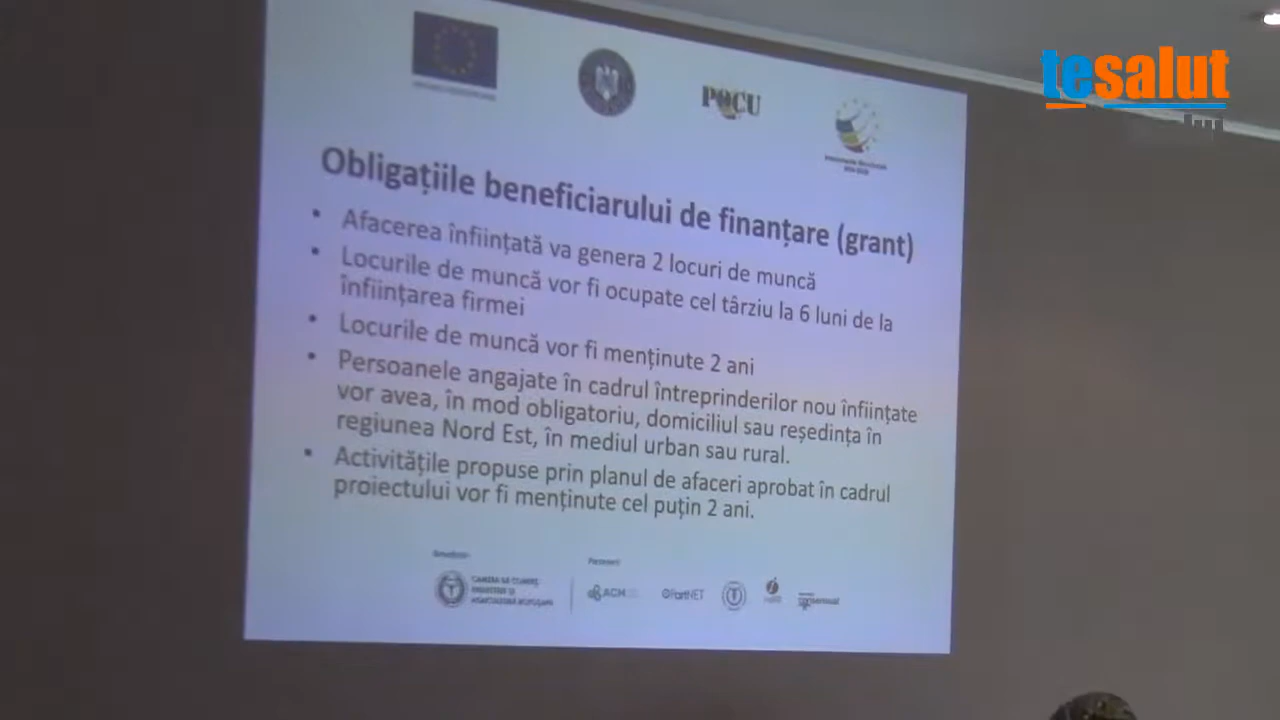 tesalut
lui
POCU
Obligațiile beneficiarului de finanțare (grant)
• Afacerea înființată va genera 2 locuri de muncă
• Locurile de muncă vor fi ocupate cel târziu la 6 luni de la
înființarea firmei
• Locurile de muncă vor fi menținute 2 ani
• Persoanele angajate în cadrul întreprinderilor nou înființate
vor avea, în mod obligatoriu, domiciliul sau reședința în
regiunea Nord Est, în mediul urban sau rural.
• Activitățile propuse prin planul de afaceri aprobat în cadrul
proiectului vor fi menținute cel puțin 2 ani.
Parteneri
ACM
PartNET